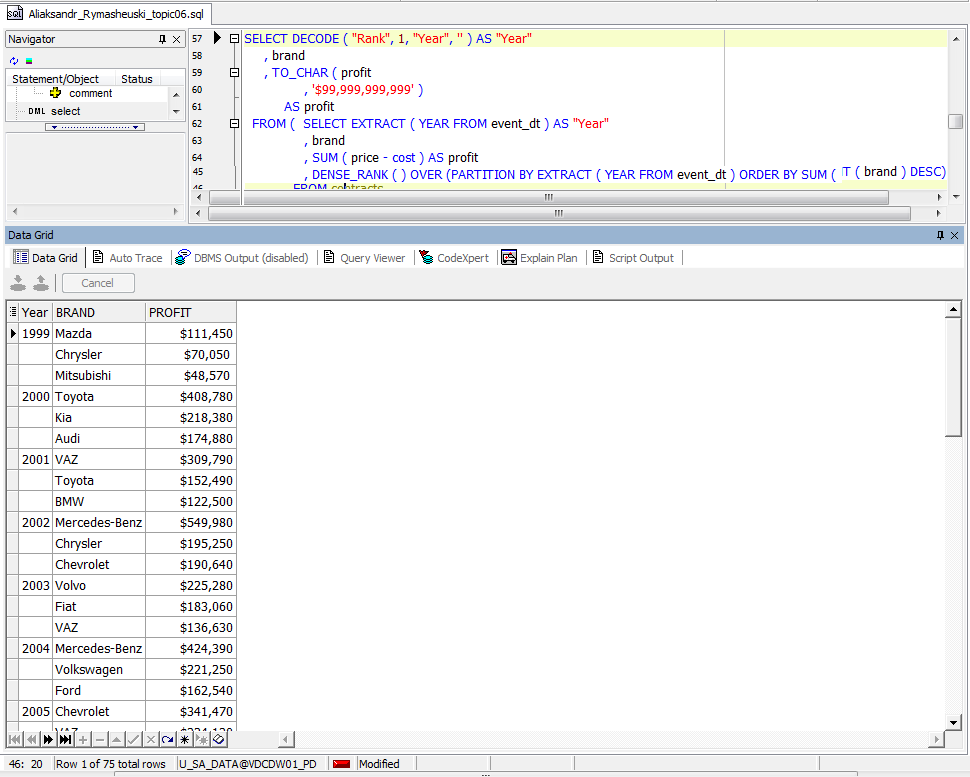 Aliaksandr_Rymasheuski_topic06.sql
Navigator
Statement/Object Status
comment
DML select
57 SELECT DECODE ( "Rank", 1, "Year", '' ) AS "Year"
58 , brand
59 , TO_CHAR ( profit
60 , '$99,999,999,999' )
61 AS profit
62 FROM ( SELECT EXTRACT ( YEAR FROM event_dt ) AS "Year"
63 , brand
64 , SUM ( price - cost ) AS profit
45 , DENSE_RANK ( ) OVER (PARTITION BY EXTRACT ( YEAR FROM event_dt ) ORDER BY SUM ( T ( brand ) DESC)
46 FROM contracts
Data Grid
Data Grid Auto Trace DBMS Output (disabled) Query Viewer CodeXpert Explain Plan Script Output
Cancel
Year BRAND PROFIT
1999 Mazda $111,450
Chrysler $70,050
Mitsubishi $48,570
2000 Toyota $408,780
Kia $218,380
Audi $174,880
2001 VAZ $309,790
Toyota $152,490
BMW $122,500
2002 Mercedes-Benz $549,980
Chrysler $195,250
Chevrolet $190,640
2003 Volvo $225,280
Fiat $183,060
VAZ $136,630
2004 Mercedes-Benz $424,390
Volkswagen $221,250
Ford $162,540
2005 Chevrolet $341,470
VAZ
46: 20 Row 1 of 75 total rows U_SA_DATA@VDCDW01_PD Modified